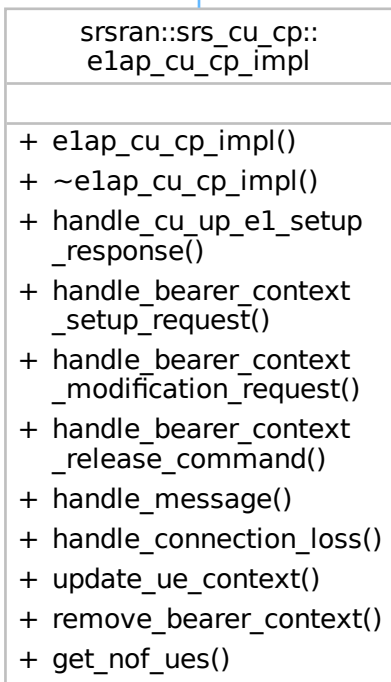 srsran::srs_cu_cp::
e1ap_cu_cp_impl
+ e1ap_cu_cp_impl()
+ ~e1ap_cu_cp_impl()
+ handle_cu_up_e1_setup
_response()
+ handle_bearer_context
_setup_request()
+ handle_bearer_context
_modification_request()
+ handle_bearer_context
_release_command()
+ handle_message()
+ handle_connection_loss()
+ update_ue_context()
+ remove_bearer_context()
+ get_nof_ues()